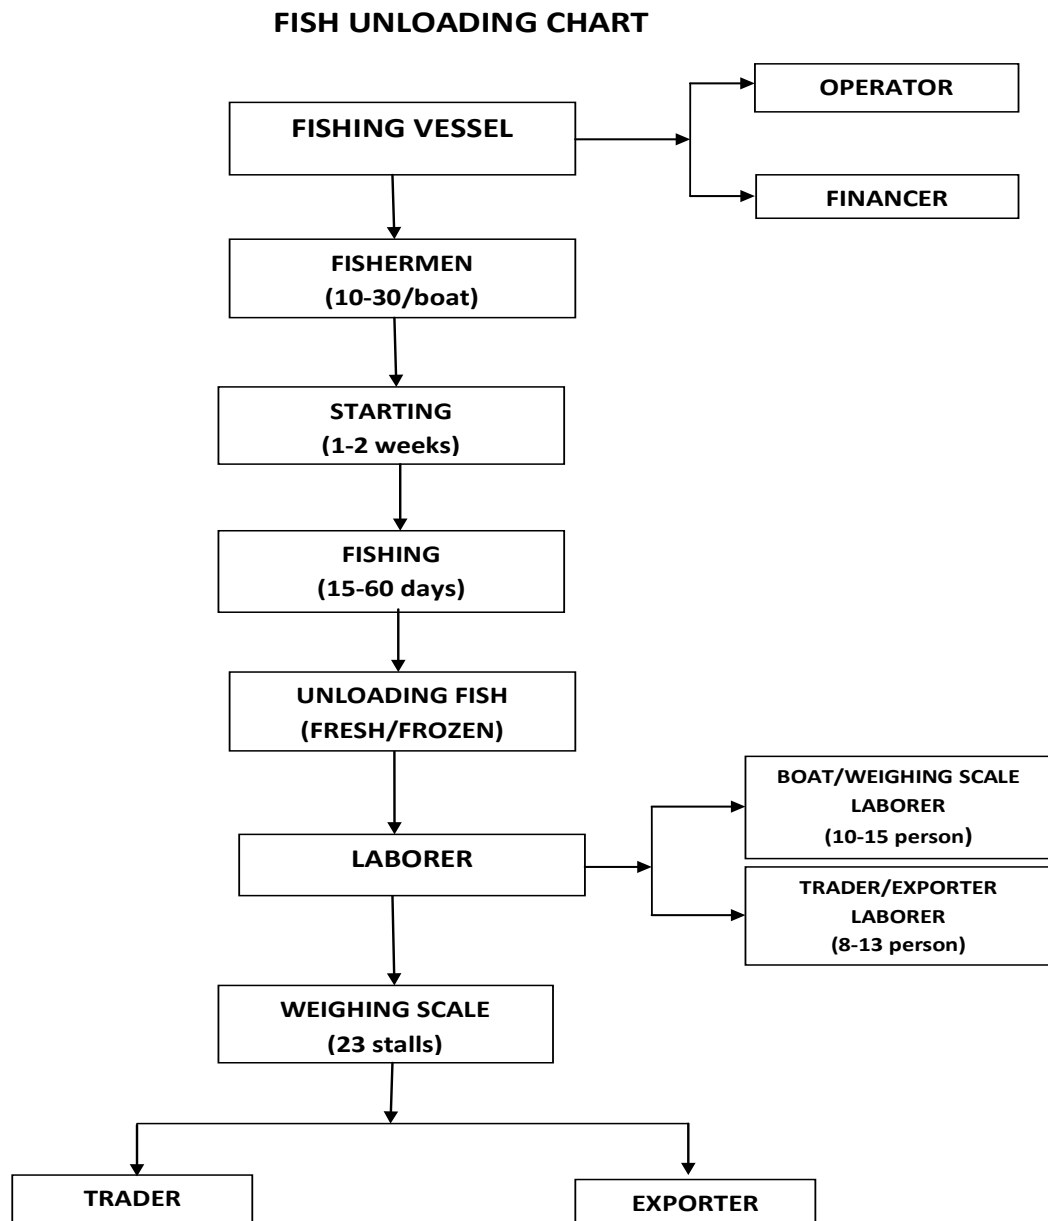 FISH UNLOADING CHART
OPERATOR
FISHING VESSEL
FINANCER
FISHERMEN
(10-30/boat)
STARTING
(1-2 weeks)
FISHING
(15-60 days)
UNLOADING FISH
(FRESH/FROZEN)
LABORER
BOAT/WEIGHING SCALE
LABORER
(10-15 person)
TRADER/EXPORTER
LABORER
(8-13 person)
WEIGHING SCALE
(23 stalls)
TRADER
EXPORTER